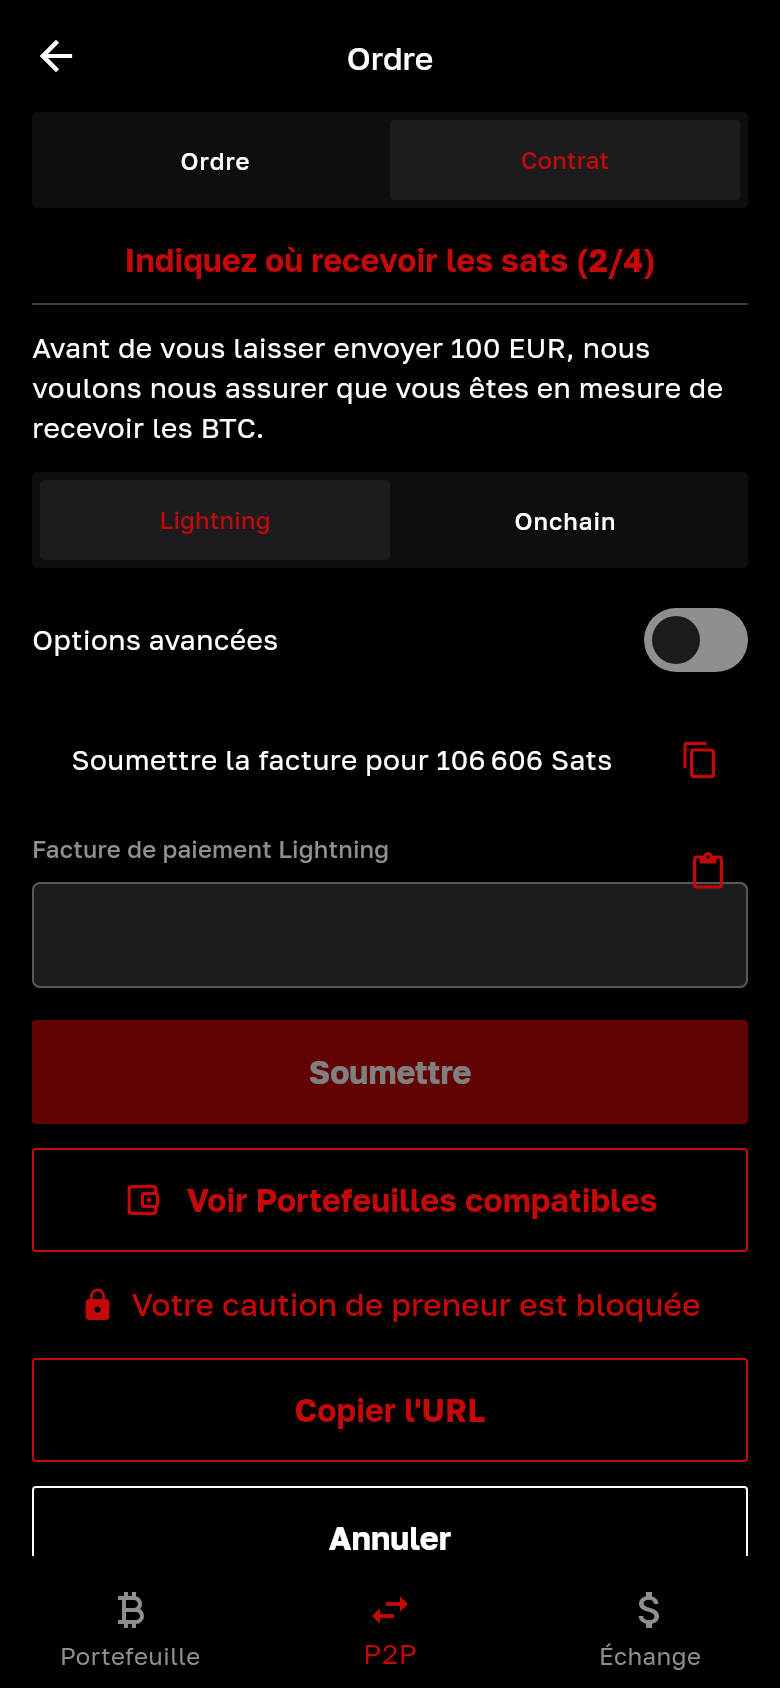 Ordre
Ordre
Contrat
Indiquez où recevoir les sats (2/4)
Avant de vous laisser envoyer 100 EUR, nous
voulons nous assurer que vous êtes en mesure de
recevoir les BTC.
Lightning
Onchain
Options avancées
Soumettre la facture pour 106 606 Sats
Facture de paiement Lightning
Soumettre
Voir Portefeuilles compatibles
Votre caution de preneur est bloquée
Copier l'URL
Annuler
Portefeuille
P2P
Échange